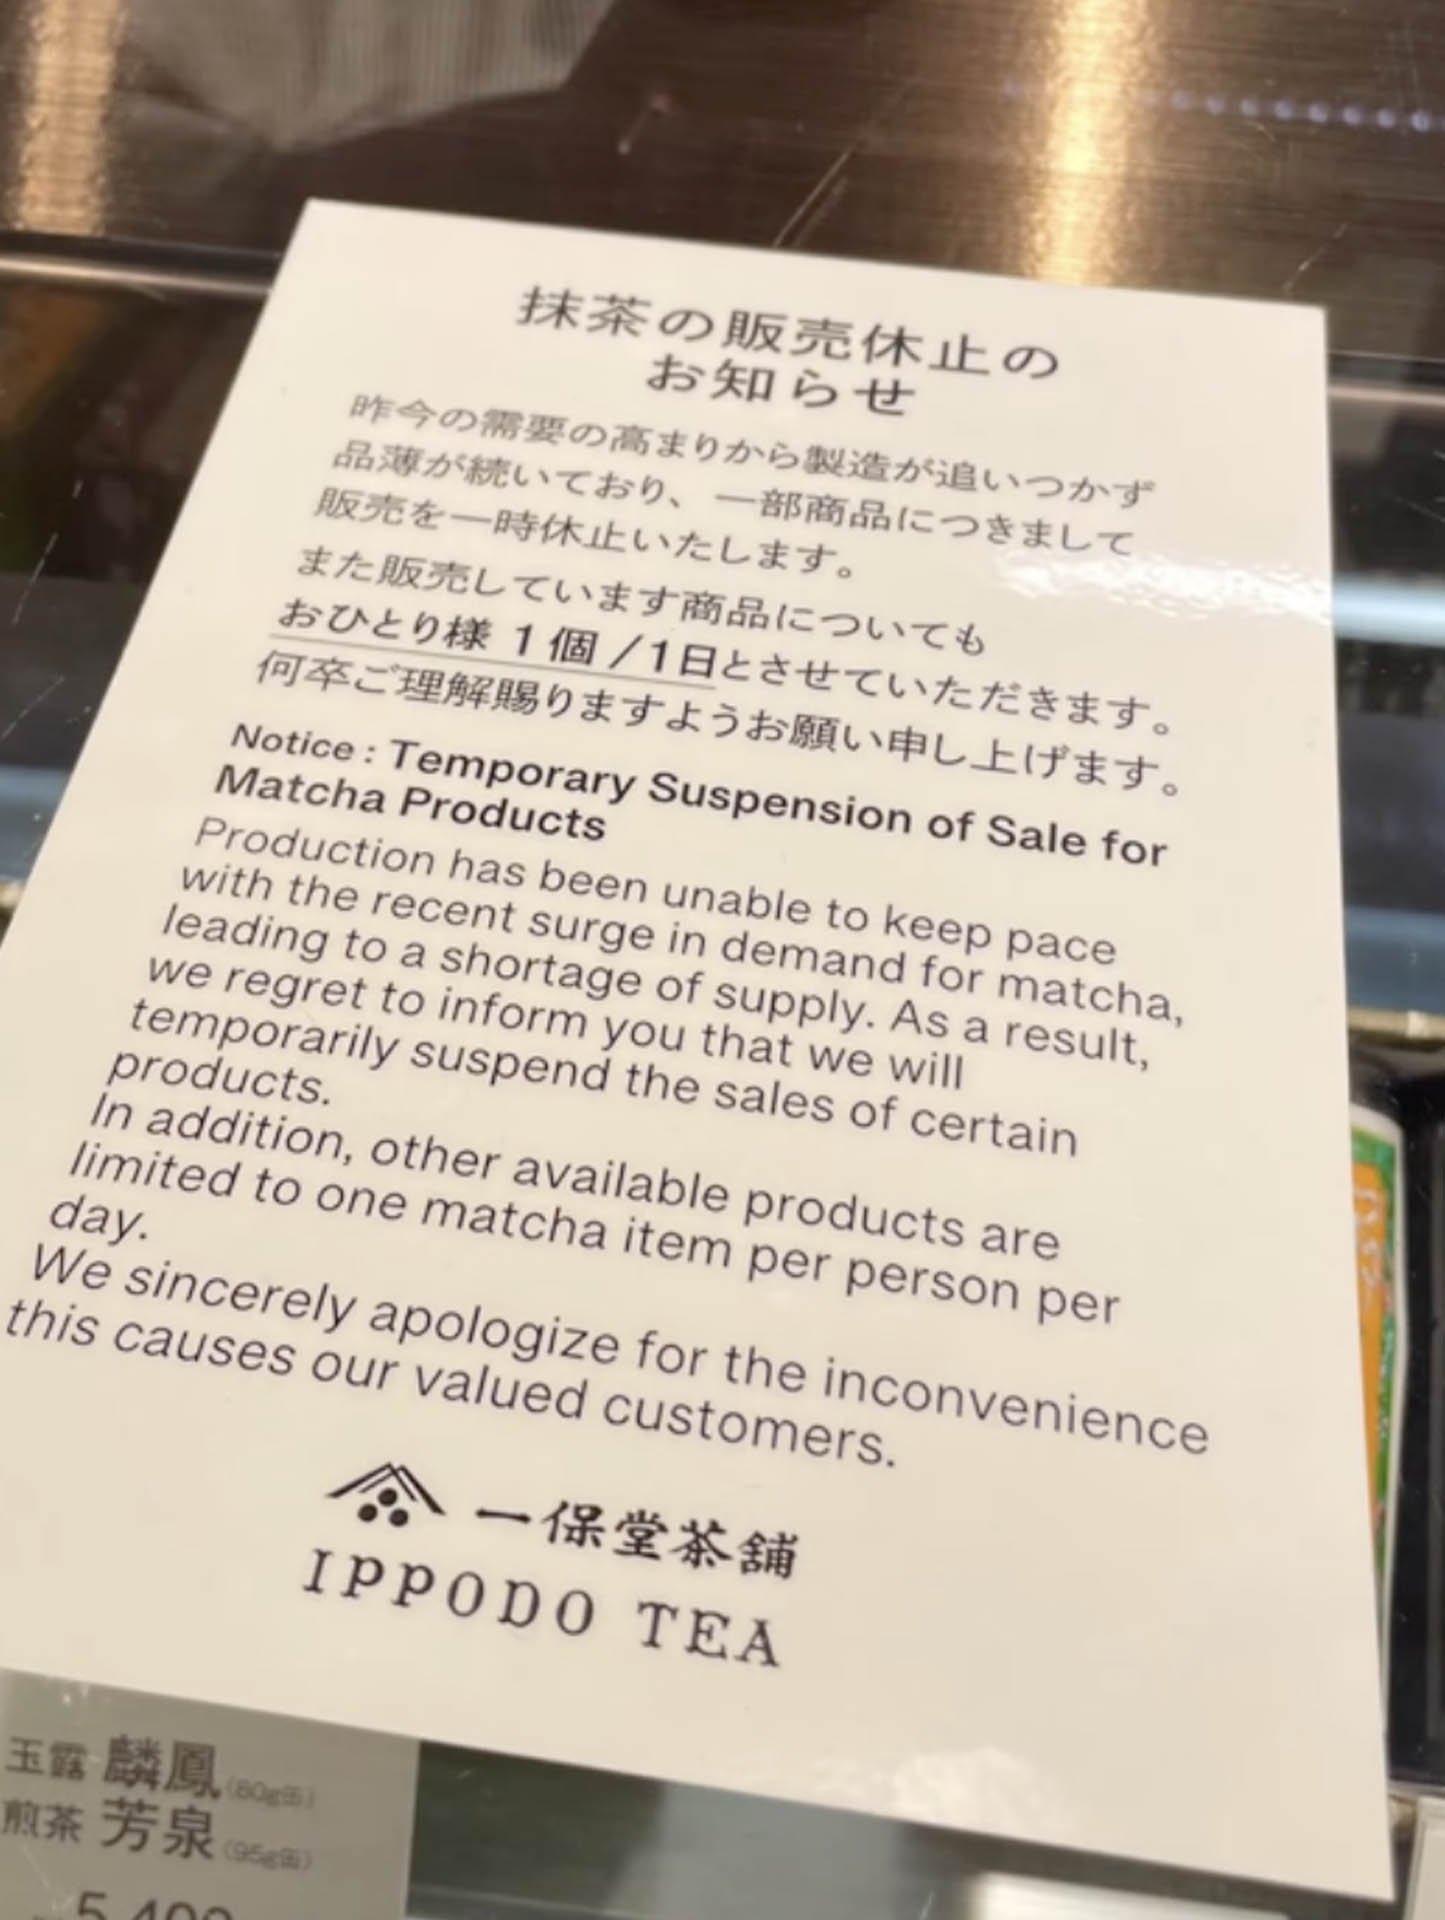 抹茶の販売休止の
お知らせ
昨今の需要の高まりから製造が追いつかず
品薄が続いており、一部商品につきまして
販売を一時休止いたします。
また販売しています商品についても
おひとり様 1個/1日とさせていただきます。
何卒ご理解賜りますようお願い申し上げます。
Notice : Temporary Suspension of Sale for
Matcha Products
Production has been unable to keep pace
with the recent surge in demand for matcha,
leading to a shortage of supply. As a result,
we regret to inform you that we will
temporarily suspend the sales of certain
products.
In addition, other available products are
limited to one matcha item per person per
day.
We sincerely apologize for the inconvenience
this causes our valued customers.
一保堂茶舗
IPPODO TEA
玉露 麟鳳 (80g缶)
煎茶 芳泉 (95g缶)